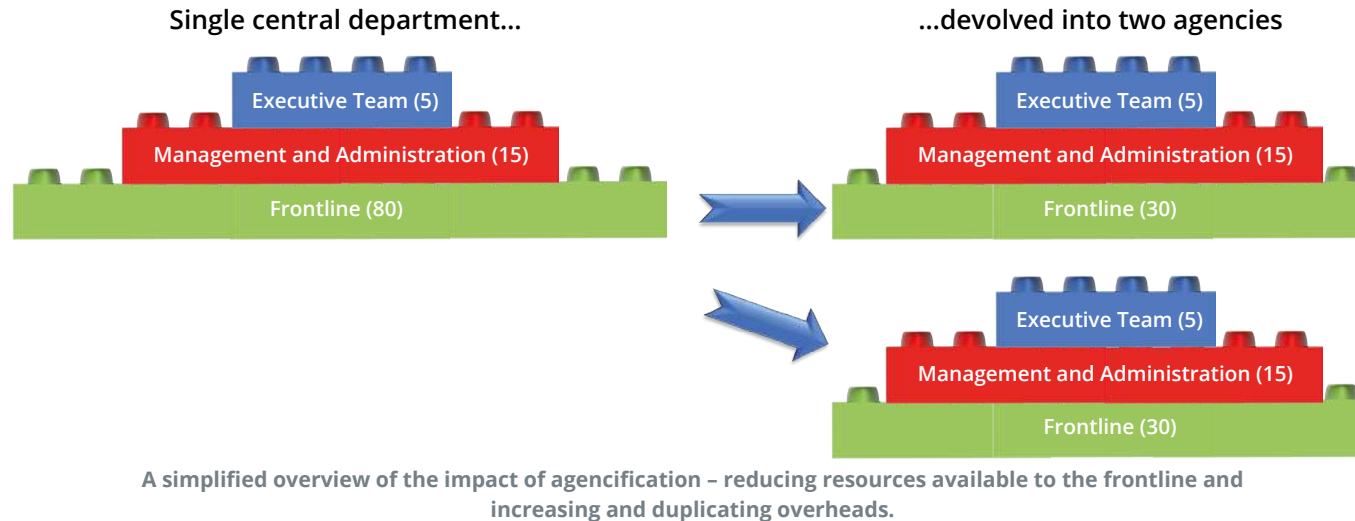 Single central department...
...devolved into two agencies
Executive Team (5)
Management and Administration (15)
Frontline (80)
Executive Team (5)
Management and Administration (15)
Frontline (30)
Executive Team (5)
Management and Administration (15)
Frontline (30)
A simplified overview of the impact of agencification – reducing resources available to the frontline and
increasing and duplicating overheads.